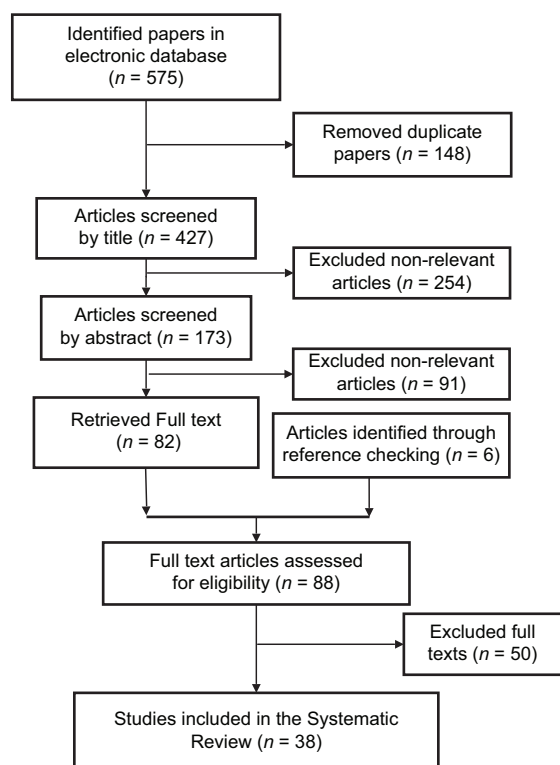 Identified papers in
electronic database
(n = 575)
Removed duplicate
papers (n = 148)
Articles screened
by title (n = 427)
Excluded non-relevant
articles (n = 254)
Articles screened
by abstract (n = 173)
Excluded non-relevant
articles (n = 91)
Retrieved Full text
(n = 82)
Articles identified through
reference checking (n = 6)
Full text articles assessed
for eligibility (n = 88)
Excluded full
texts (n = 50)
Studies included in the Systematic
Review (n = 38)